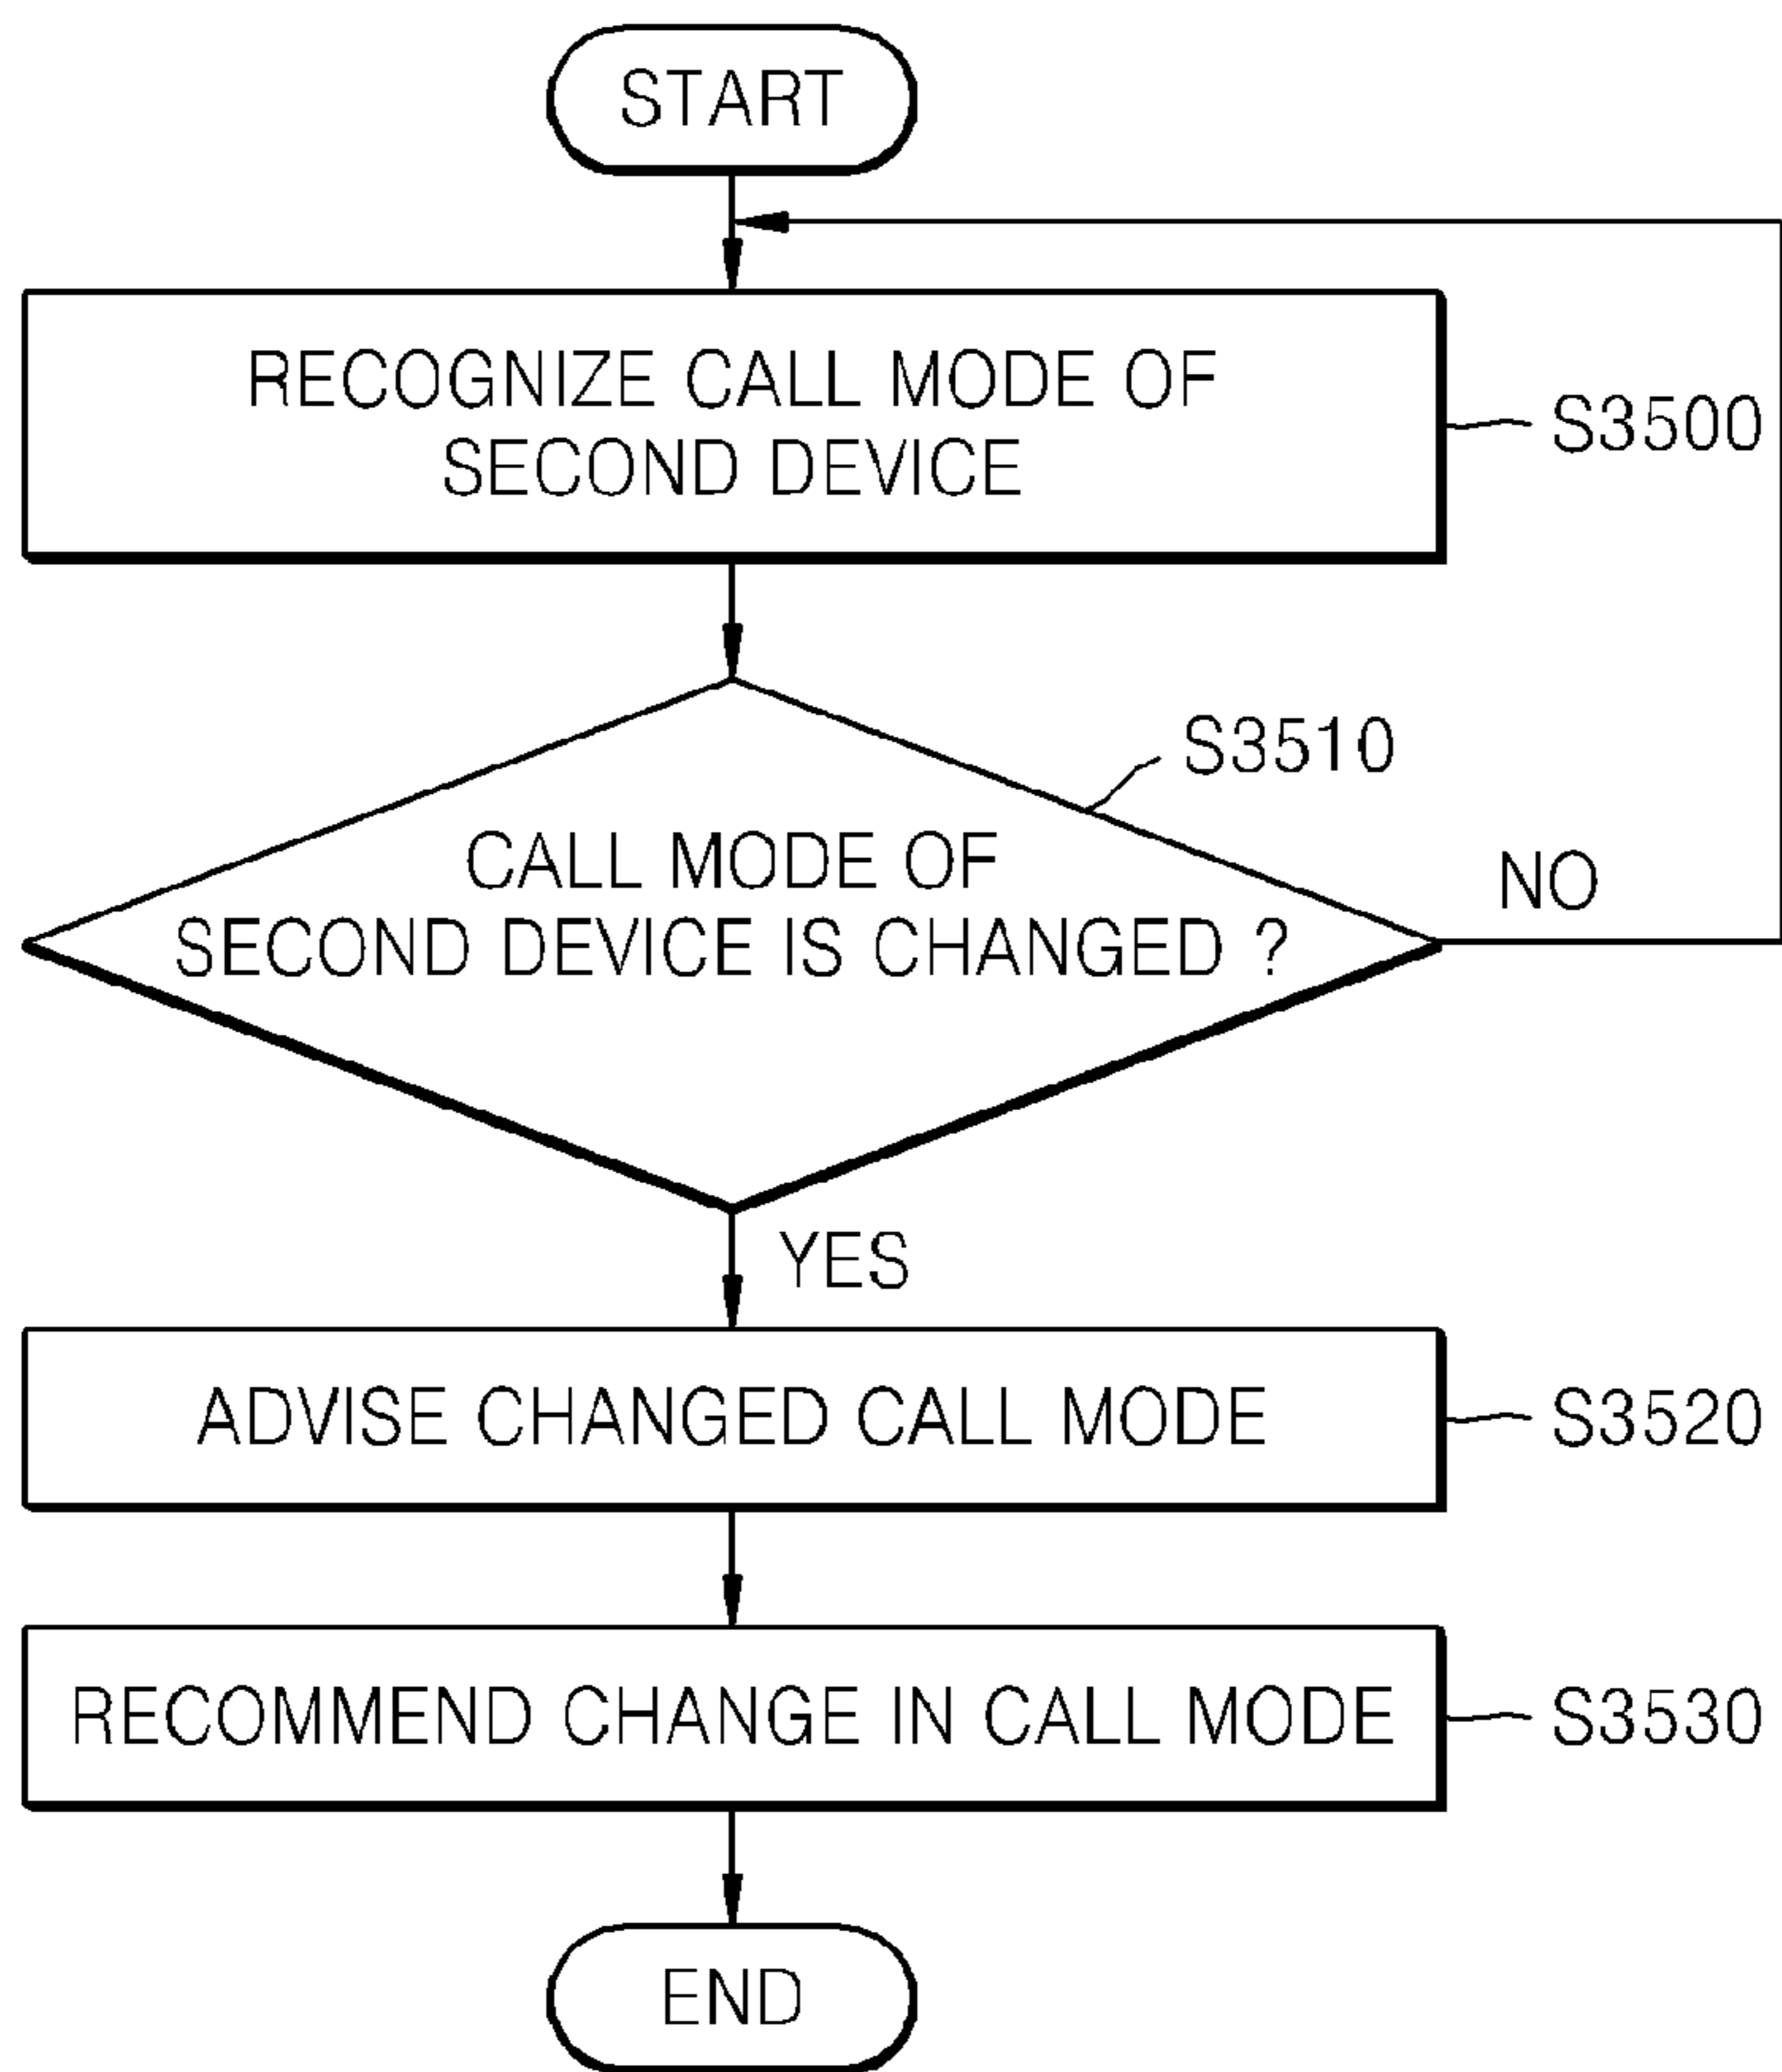 START
RECOGNIZE CALL MODE OF
SECOND DEVICE
S3500
S3510
CALL MODE OF
SECOND DEVICE IS CHANGED ?
NO
YES
ADVISE CHANGED CALL MODE
S3520
RECOMMEND CHANGE IN CALL MODE
S3530
END